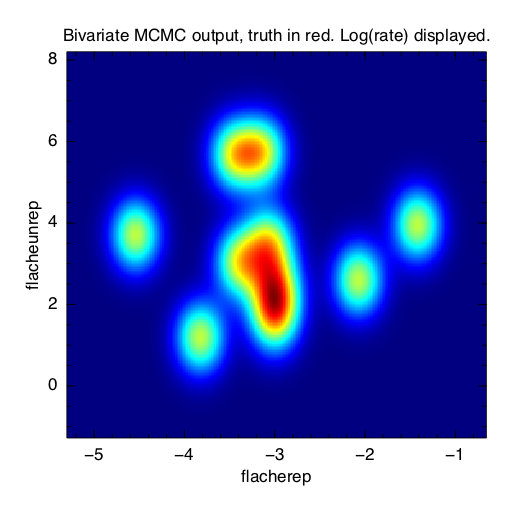 Bivariate MCMC output, truth in red. Log(rate) displayed.
8
6
4
2
0
flacheunrep
−5 −4 −3 −2 −1
flacherep